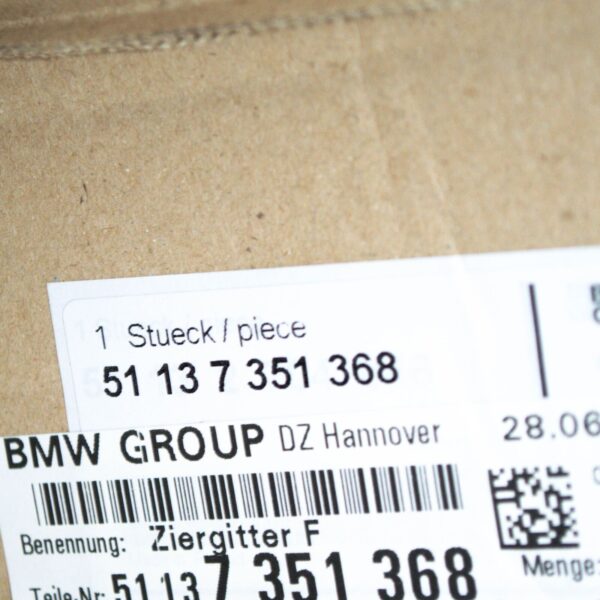 1 Stueck / piece
51 13 7 351 368
BMW GROUP DZ Hannover
28.06
Benennung: Ziergitter F
Menge:
Teile-Nr: 51 13 7 351 368